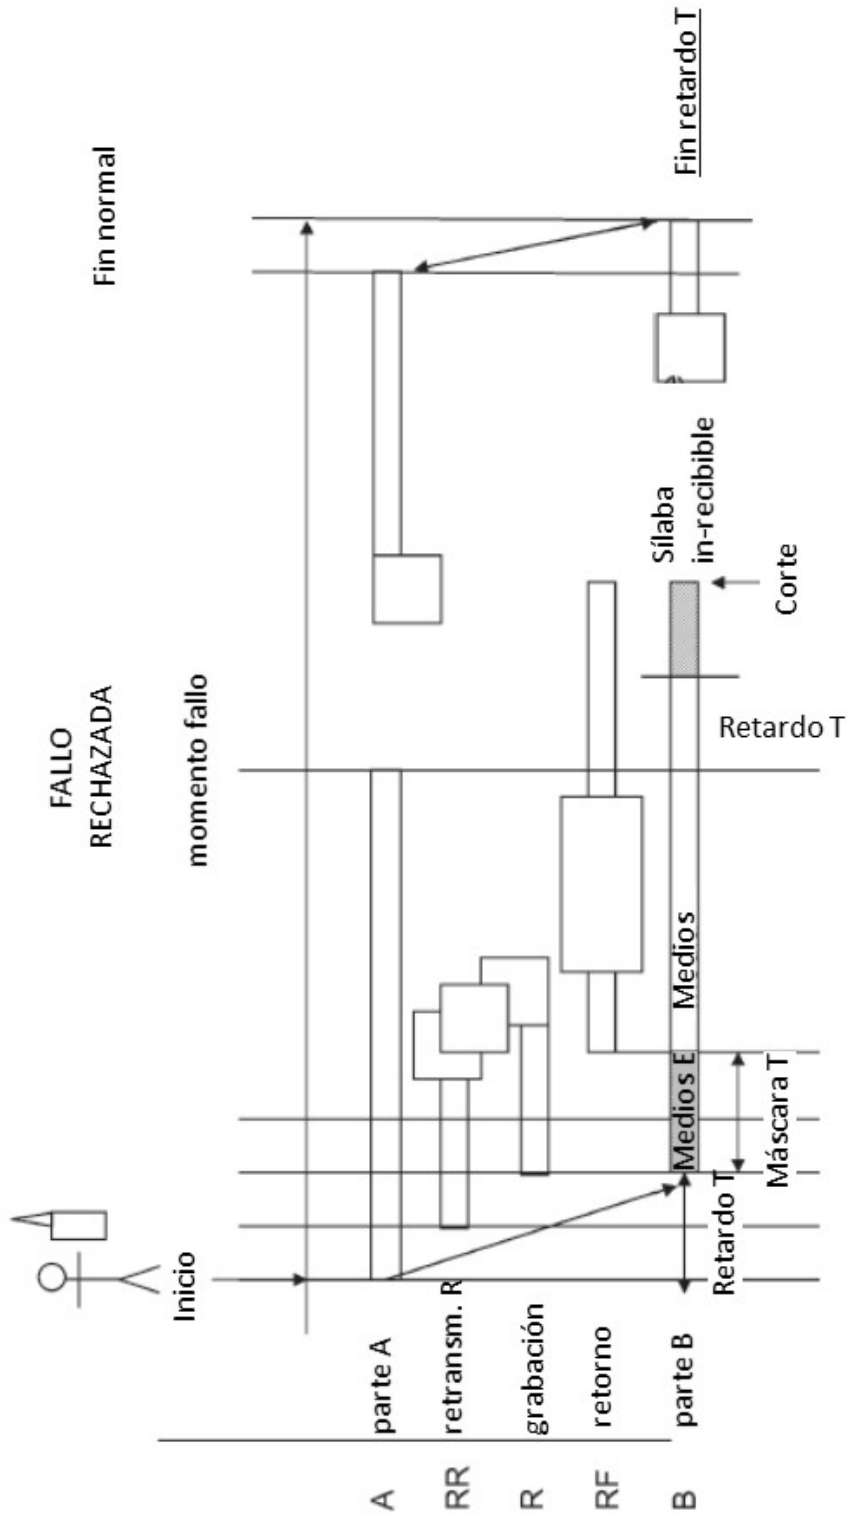 FALLO
RECHAZADA
Inicio
momento fallo
Fin normal
A
parte A
RR
retransm. R
R
grabación
RF
retorno
B
parte B
Medios E
Medios
Sílaba
in-recibible
Fin retardo T
Retardo T
Máscara T
Retardo T
Corte